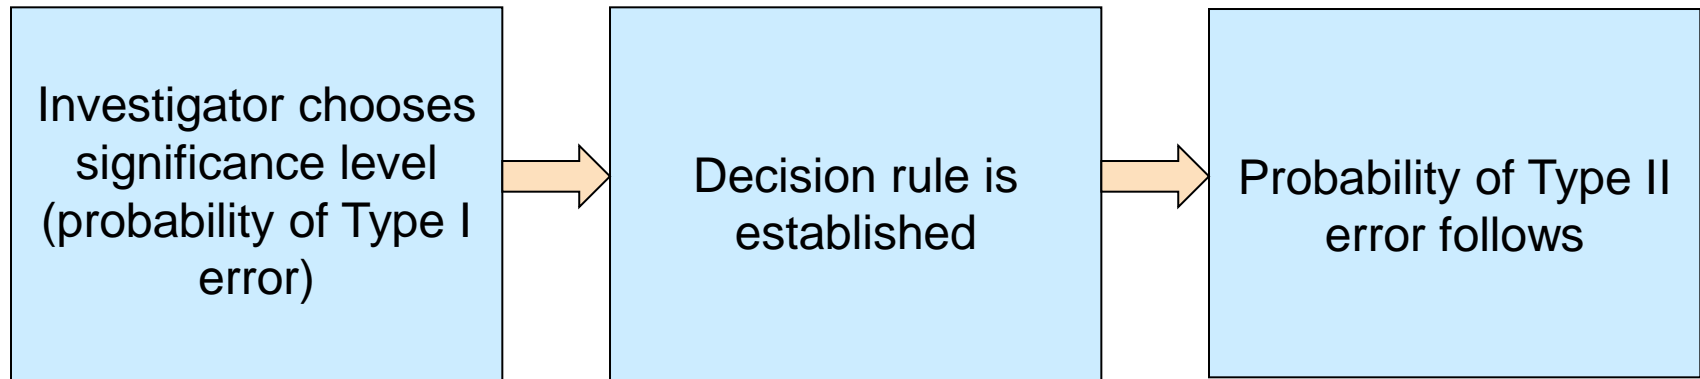 Investigator chooses
significance level
(probability of Type I
error)
Decision rule is
established
Probability of Type II
error follows